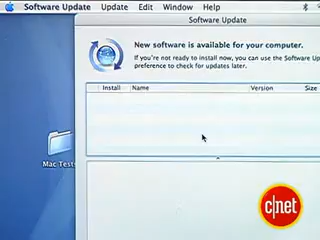 Software Update Update Edit Window Help
Software Update
New software is available for your computer.
If you're not ready to install now, you can use the Software Up
preference to check for updates later.
Install Name Version Size
Mac Tests
c|net